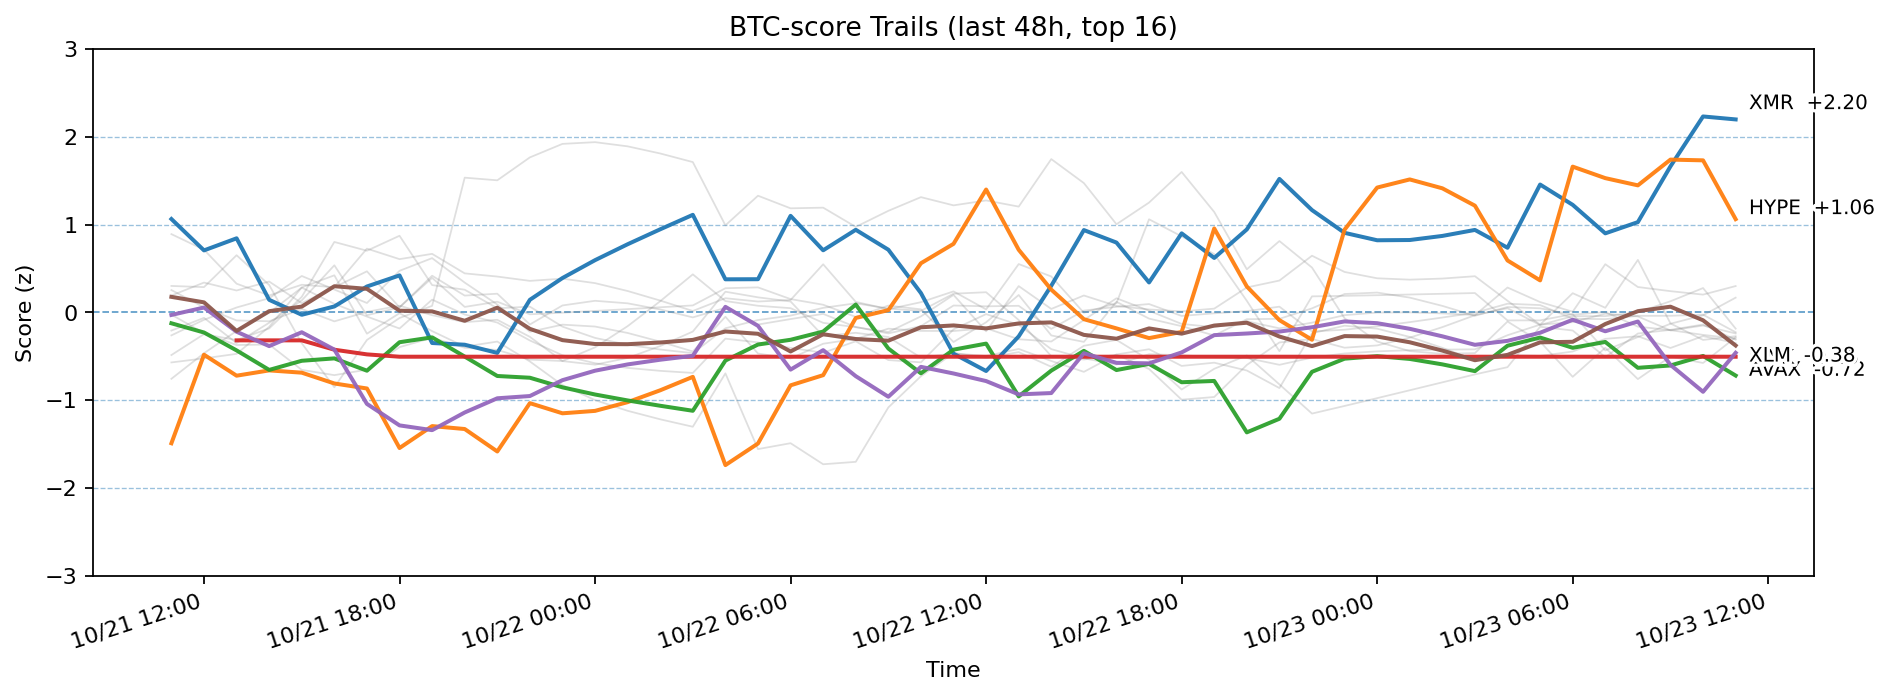 BTC-score Trails (last 48h, top 16)
3
2
1
0
−1
−2
−3
Score (z)
XMR +2.20
HYPE +1.06
XLM -0.38
AVAX -0.72
10/21 12:00
10/21 18:00
10/22 00:00
10/22 06:00
10/22 12:00
10/22 18:00
10/23 00:00
10/23 06:00
10/23 12:00
Time